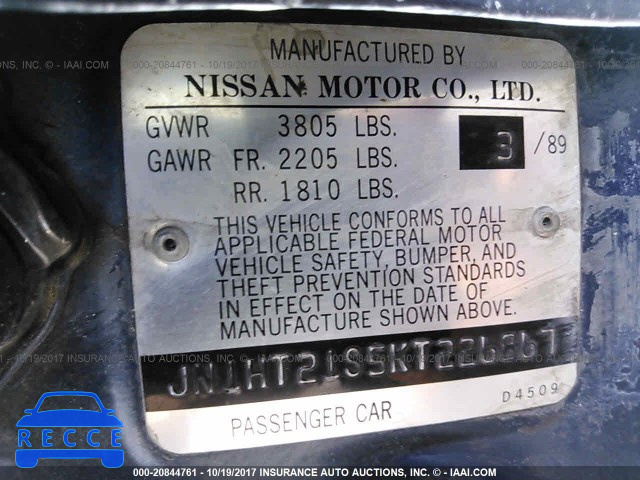 MANUFACTURED BY
NISSAN MOTOR CO., LTD.
GVWR 3805 LBS.
GAWR FR. 2205 LBS. 3 / 89
RR. 1810 LBS.
THIS VEHICLE CONFORMS TO ALL
APPLICABLE FEDERAL MOTOR
VEHICLE SAFETY, BUMPER, AND
THEFT PREVENTION STANDARDS
IN EFFECT ON THE DATE OF
MANUFACTURE SHOWN ABOVE.
D4509
PASSENGER CAR
RECCE
000-20844761 - 10/19/2017 INSURANCE AUTO AUCTIONS, INC. - © IAAI.COM